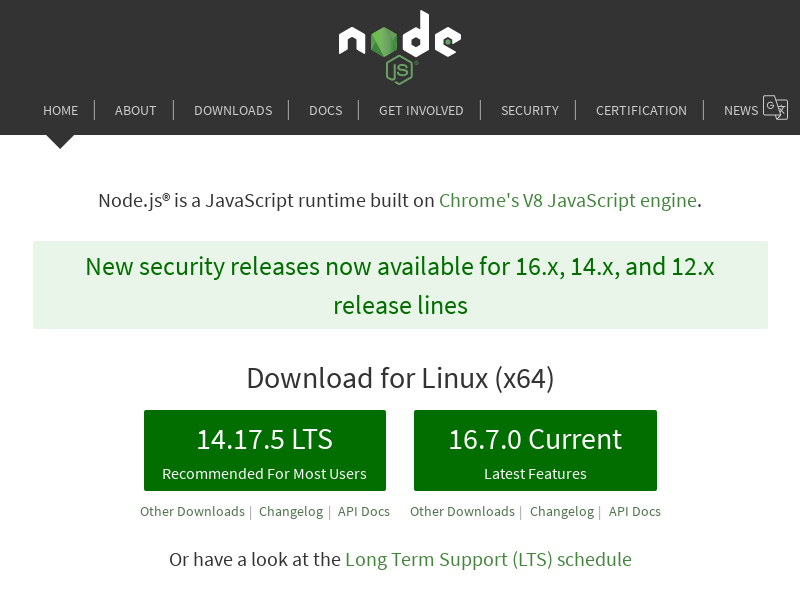 node
JS
HOME
ABOUT
DOWNLOADS
DOCS
GET INVOLVED
SECURITY
CERTIFICATION
NEWS
Node.js® is a JavaScript runtime built on Chrome's V8 JavaScript engine.
New security releases now available for 16.x, 14.x, and 12.x
release lines
Download for Linux (x64)
14.17.5 LTS
Recommended For Most Users
16.7.0 Current
Latest Features
Other Downloads | Changelog | API Docs
Other Downloads | Changelog | API Docs
Or have a look at the Long Term Support (LTS) schedule